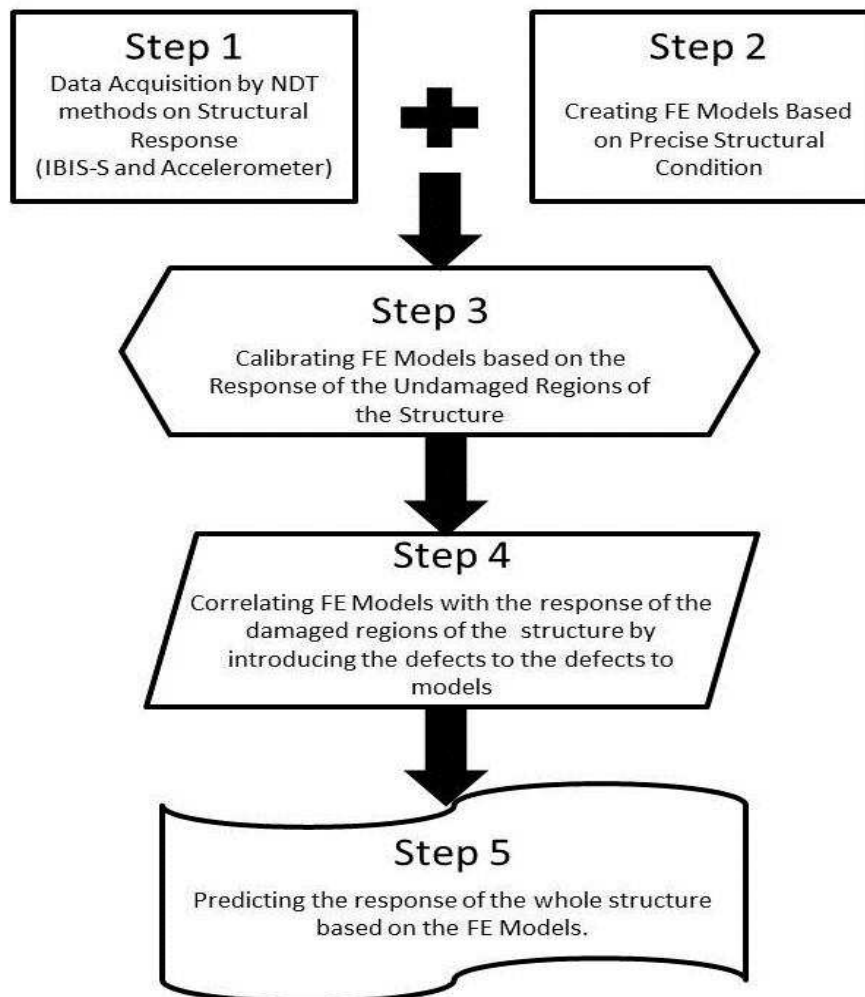 Step 1
Data Acquisition by NDT
methods on Structural
Response
(IBIS-S and Accelerometer)
Step 2
Creating FE Models Based
on Precise Structural
Condition
Step 3
Calibrating FE Models based on the
Response of the Undamaged Regions of
the Structure
Step 4
Correlating FE Models with the response of the
damaged regions of the structure by
introducing the defects to the defects to
models
Step 5
Predicting the response of the whole structure
based on the FE Models.